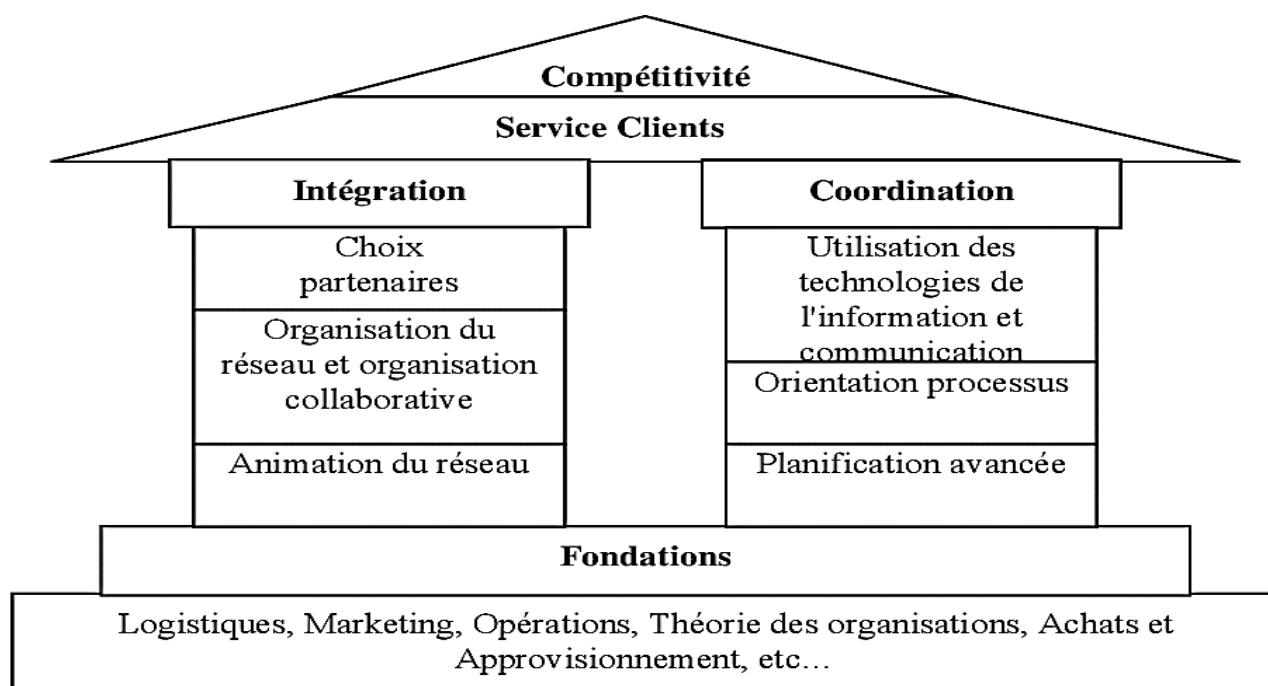 Compétitivité
Service Clients
Intégration
Choix
partenaires
Organisation du
réseau et organisation
collaborative
Animation du réseau
Coordination
Utilisation des
technologies de
l'information et
communication
Orientation processus
Planification avancée
Fondations
Logistiques, Marketing, Opérations, Théorie des organisations, Achats et
Approvisionnement, etc...